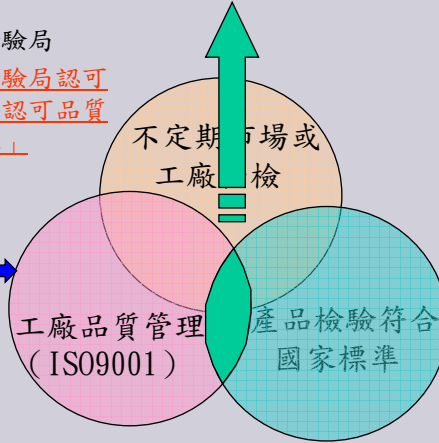 驗局
驗局認可
認可品質
」
不定期市場或
工廠檢
工廠品質管理
(ISO9001)
產品檢驗符合
國家標準